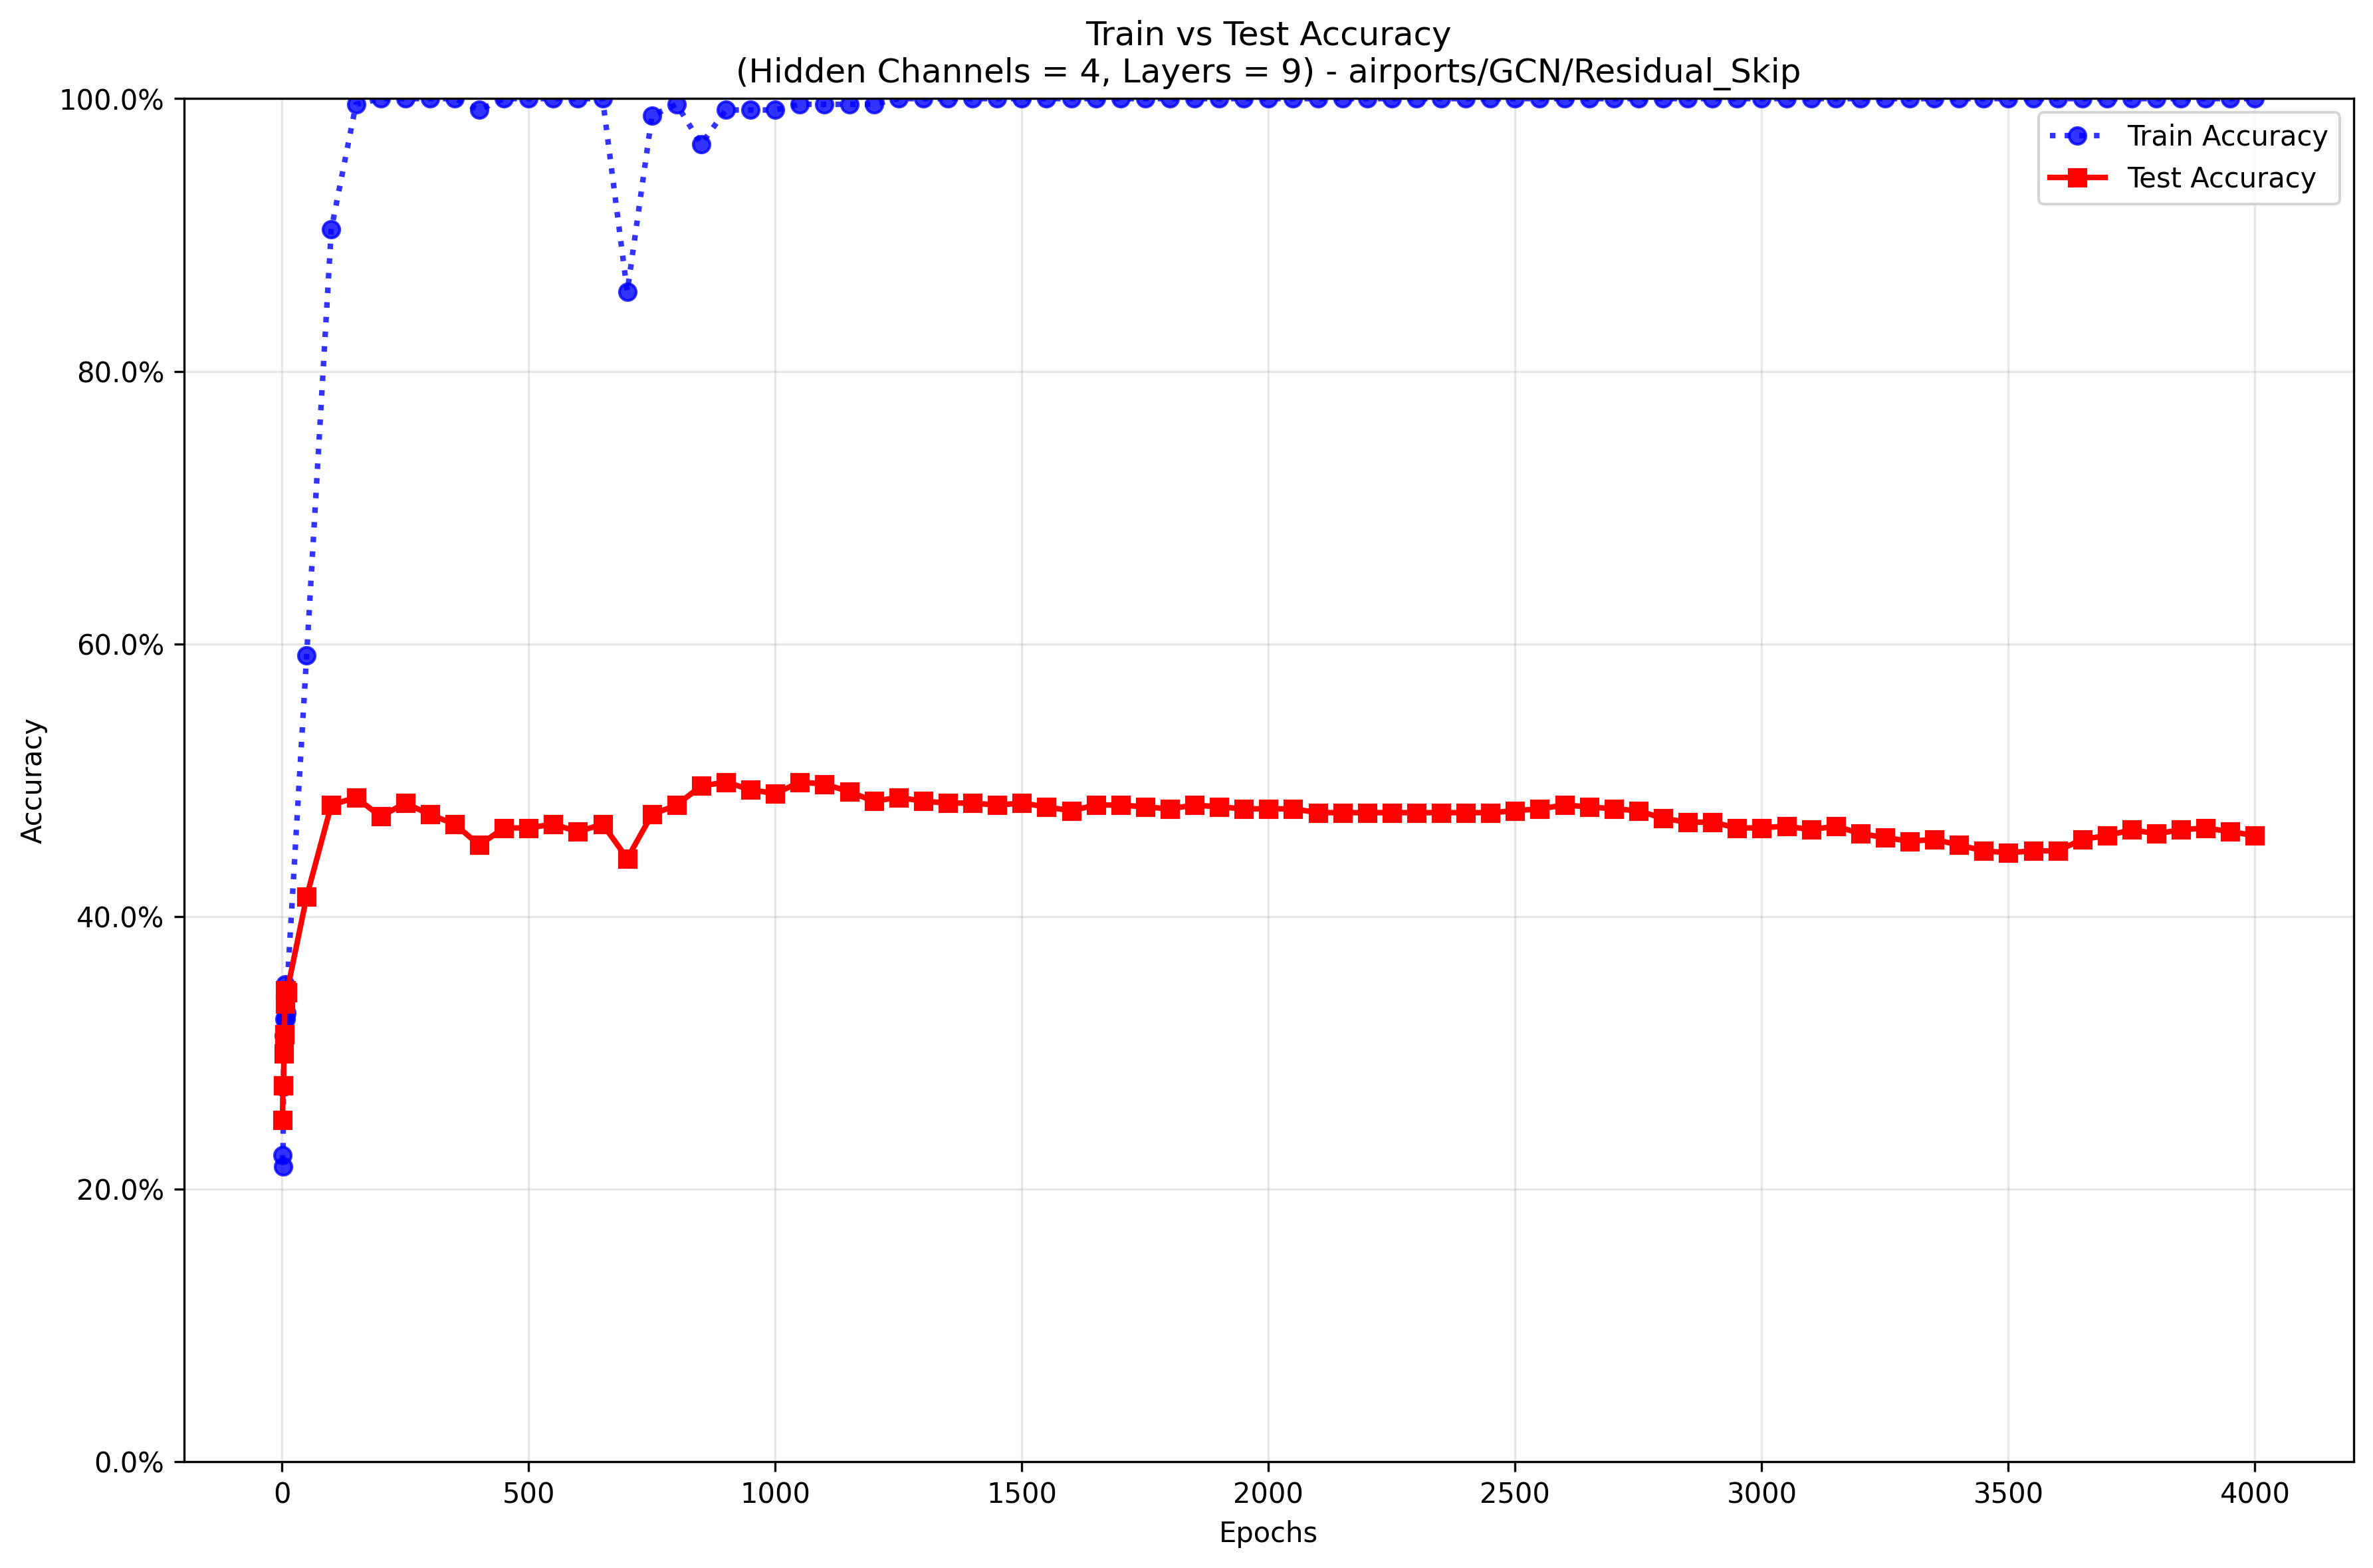 Train vs Test Accuracy
(Hidden Channels = 4, Layers = 9) - airports/GCN/Residual_Skip
100.0%
80.0%
60.0%
40.0%
20.0%
0.0%
Accuracy
Train Accuracy
Test Accuracy
0
500
1000
1500
2000
2500
3000
3500
4000
Epochs